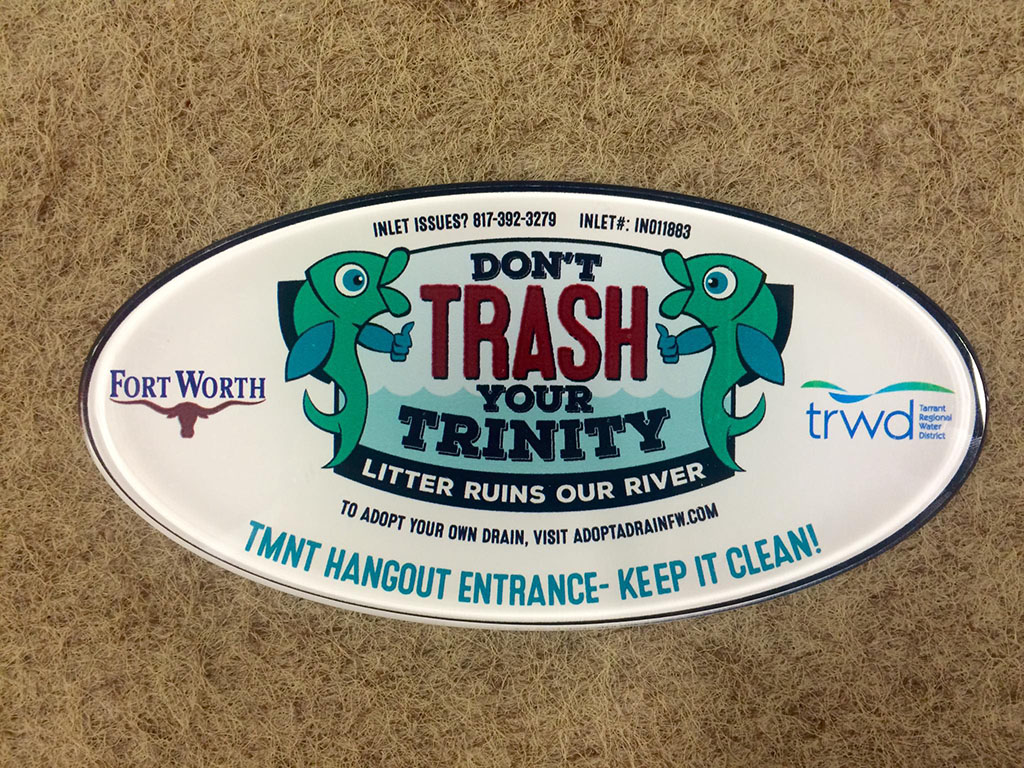 INLET ISSUES? 817-392-3279 INLET#: IN011883
DON'T
TRASH
YOUR
TRINITY
LITTER RUINS OUR RIVER
FORT WORTH
trwd
Tarrant
Regional
Water
District
TO ADOPT YOUR OWN DRAIN, VISIT ADOPTADRAINFW.COM
TMNT HANGOUT ENTRANCE- KEEP IT CLEAN!